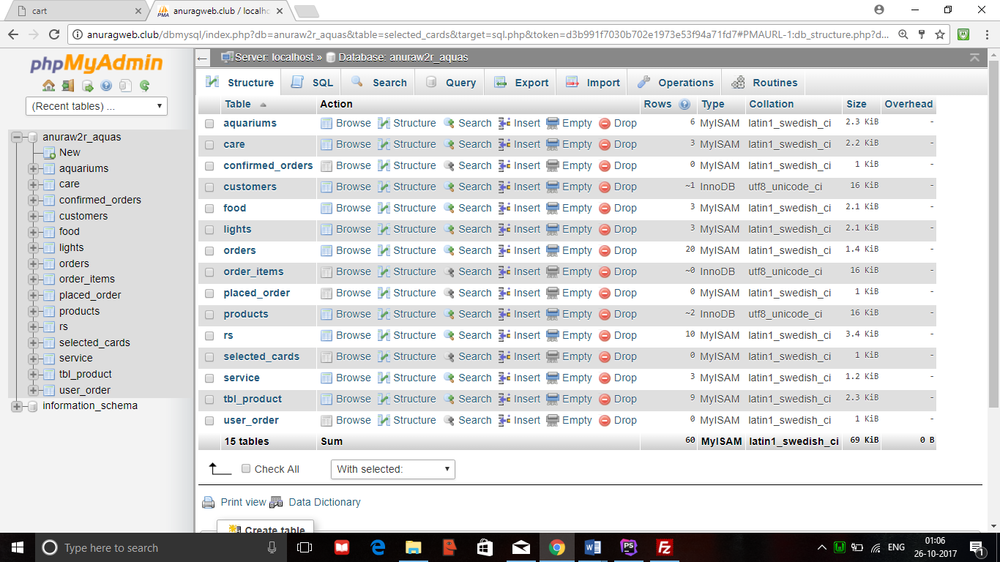 cart
anuragweb.club / localho
anuragweb.club/dbmysql/index.php?db=anuraw2r_aquas&table=selected_cards&target=sql.php&token=d3b991f7030b702e1973e53f94a71fd7#PMAURL-1:db_structure.php?d...
phpMyAdmin
(Recent tables) ...
anuraw2r_aquas
New
aquariums
care
confirmed_orders
customers
food
lights
orders
order_items
placed_order
products
rs
selected_cards
service
tbl_product
user_order
information_schema
Server: localhost » Database: anuraw2r_aquas
Structure SQL Search Query Export Import Operations Routines
Table Action Rows Type Collation Size Overhead
aquariums Browse Structure Search Insert Empty Drop 6 MyISAM latin1_swedish_ci 2.3 KiB -
care Browse Structure Search Insert Empty Drop 3 MyISAM latin1_swedish_ci 2.2 KiB -
confirmed_orders Browse Structure Search Insert Empty Drop 0 MyISAM latin1_swedish_ci 1 KiB -
customers Browse Structure Search Insert Empty Drop ~1 InnoDB utf8_unicode_ci 16 KiB -
food Browse Structure Search Insert Empty Drop 3 MyISAM latin1_swedish_ci 2.1 KiB -
lights Browse Structure Search Insert Empty Drop 3 MyISAM latin1_swedish_ci 2.1 KiB -
orders Browse Structure Search Insert Empty Drop 20 MyISAM latin1_swedish_ci 1.4 KiB -
order_items Browse Structure Search Insert Empty Drop ~0 InnoDB utf8_unicode_ci 16 KiB -
placed_order Browse Structure Search Insert Empty Drop 0 MyISAM latin1_swedish_ci 1 KiB -
products Browse Structure Search Insert Empty Drop ~2 InnoDB utf8_unicode_ci 16 KiB -
rs Browse Structure Search Insert Empty Drop 10 MyISAM latin1_swedish_ci 3.4 KiB -
selected_cards Browse Structure Search Insert Empty Drop 0 MyISAM latin1_swedish_ci 1 KiB -
service Browse Structure Search Insert Empty Drop 3 MyISAM latin1_swedish_ci 1.2 KiB -
tbl_product Browse Structure Search Insert Empty Drop 9 MyISAM latin1_swedish_ci 2.3 KiB -
user_order Browse Structure Search Insert Empty Drop 0 MyISAM latin1_swedish_ci 1 KiB -
15 tables Sum 60 MyISAM latin1_swedish_ci 69 KiB 0 B
Check All With selected:
Print view Data Dictionary
Create table
Type here to search
ENG
01:06
26-10-2017